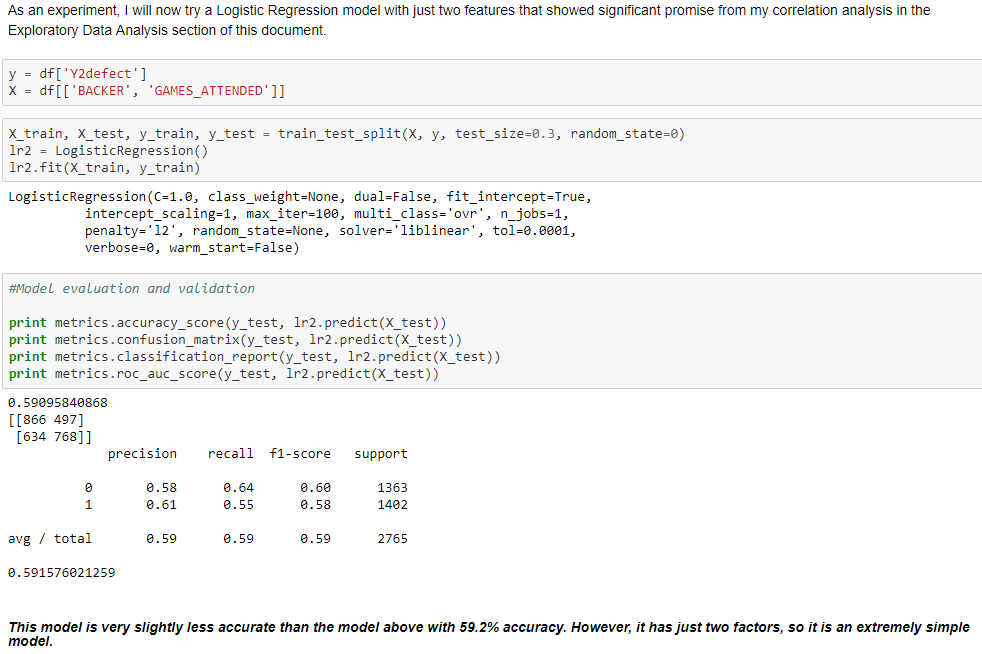 As an experiment, I will now try a Logistic Regression model with just two features that showed significant promise from my correlation analysis in the
Exploratory Data Analysis section of this document.
y = df['Y2defect']
X = df[['BACKER', 'GAMES_ATTENDED']]
X_train, X_test, y_train, y_test = train_test_split(X, y, test_size=0.3, random_state=0)
lr2 = LogisticRegression()
lr2.fit(X_train, y_train)
LogisticRegression(C=1.0, class_weight=None, dual=False, fit_intercept=True,
intercept_scaling=1, max_iter=100, multi_class='ovr', n_jobs=1,
penalty='l2', random_state=None, solver='liblinear', tol=0.0001,
verbose=0, warm_start=False)
#Model evaluation and validation
print metrics.accuracy_score(y_test, lr2.predict(X_test))
print metrics.confusion_matrix(y_test, lr2.predict(X_test))
print metrics.classification_report(y_test, lr2.predict(X_test))
print metrics.roc_auc_score(y_test, lr2.predict(X_test))
0.59095840868
[[866 497]
[634 768]]
precision recall f1-score support
0 0.58 0.64 0.60 1363
1 0.61 0.55 0.58 1402
avg / total 0.59 0.59 0.59 2765
0.591576021259
This model is very slightly less accurate than the model above with 59.2% accuracy. However, it has just two factors, so it is an extremely simple
model.